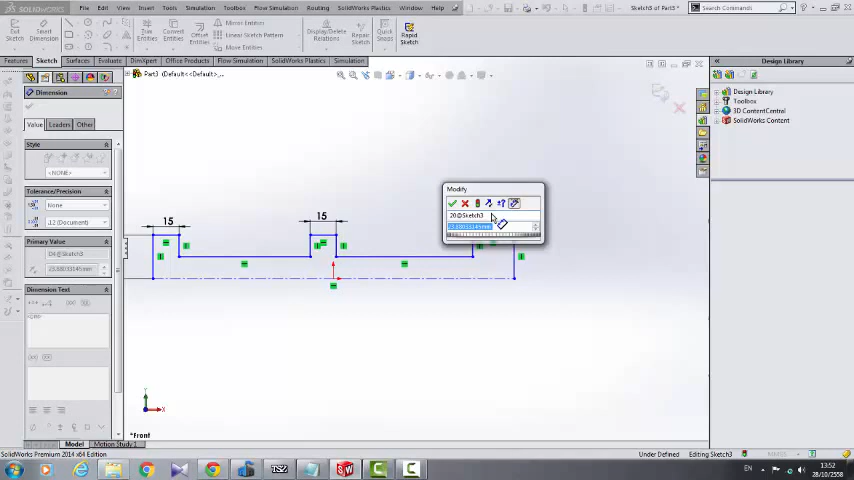 SOLIDWORKS File Edit View Insert Tools Toolbox Flow Simulation Simulation Plastics Window Help Sketch3 of Part3 * Search Commands
Exit Sketch Smart Dimension Trim Entities Convert Entities Offset Entities Mirror Entities Linear Sketch Pattern Move Entities Display/Delete Relations Repair Sketch Quick Snaps Rapid Sketch
Features Sketch Surfaces Evaluate DimXpert Office Products Flow Simulation SolidWorks Plastics Simulation
Part3 (Default<<Default>_...
Design Library
Dimension
Design Library
Toolbox
3D ContentCentral
SolidWorks Content
Value Leaders Other
Style
Tolerance/Precision
None
.12 (Document)
Primary Value
D4@Sketch3
Dimension Text
<DIM>
Modify
15
15
*Front
Model Motion Study 1
SolidWorks Premium 2014 x64 Edition
Under Defined Editing Sketch3 MMGS
EN
13:52
28/10/2558